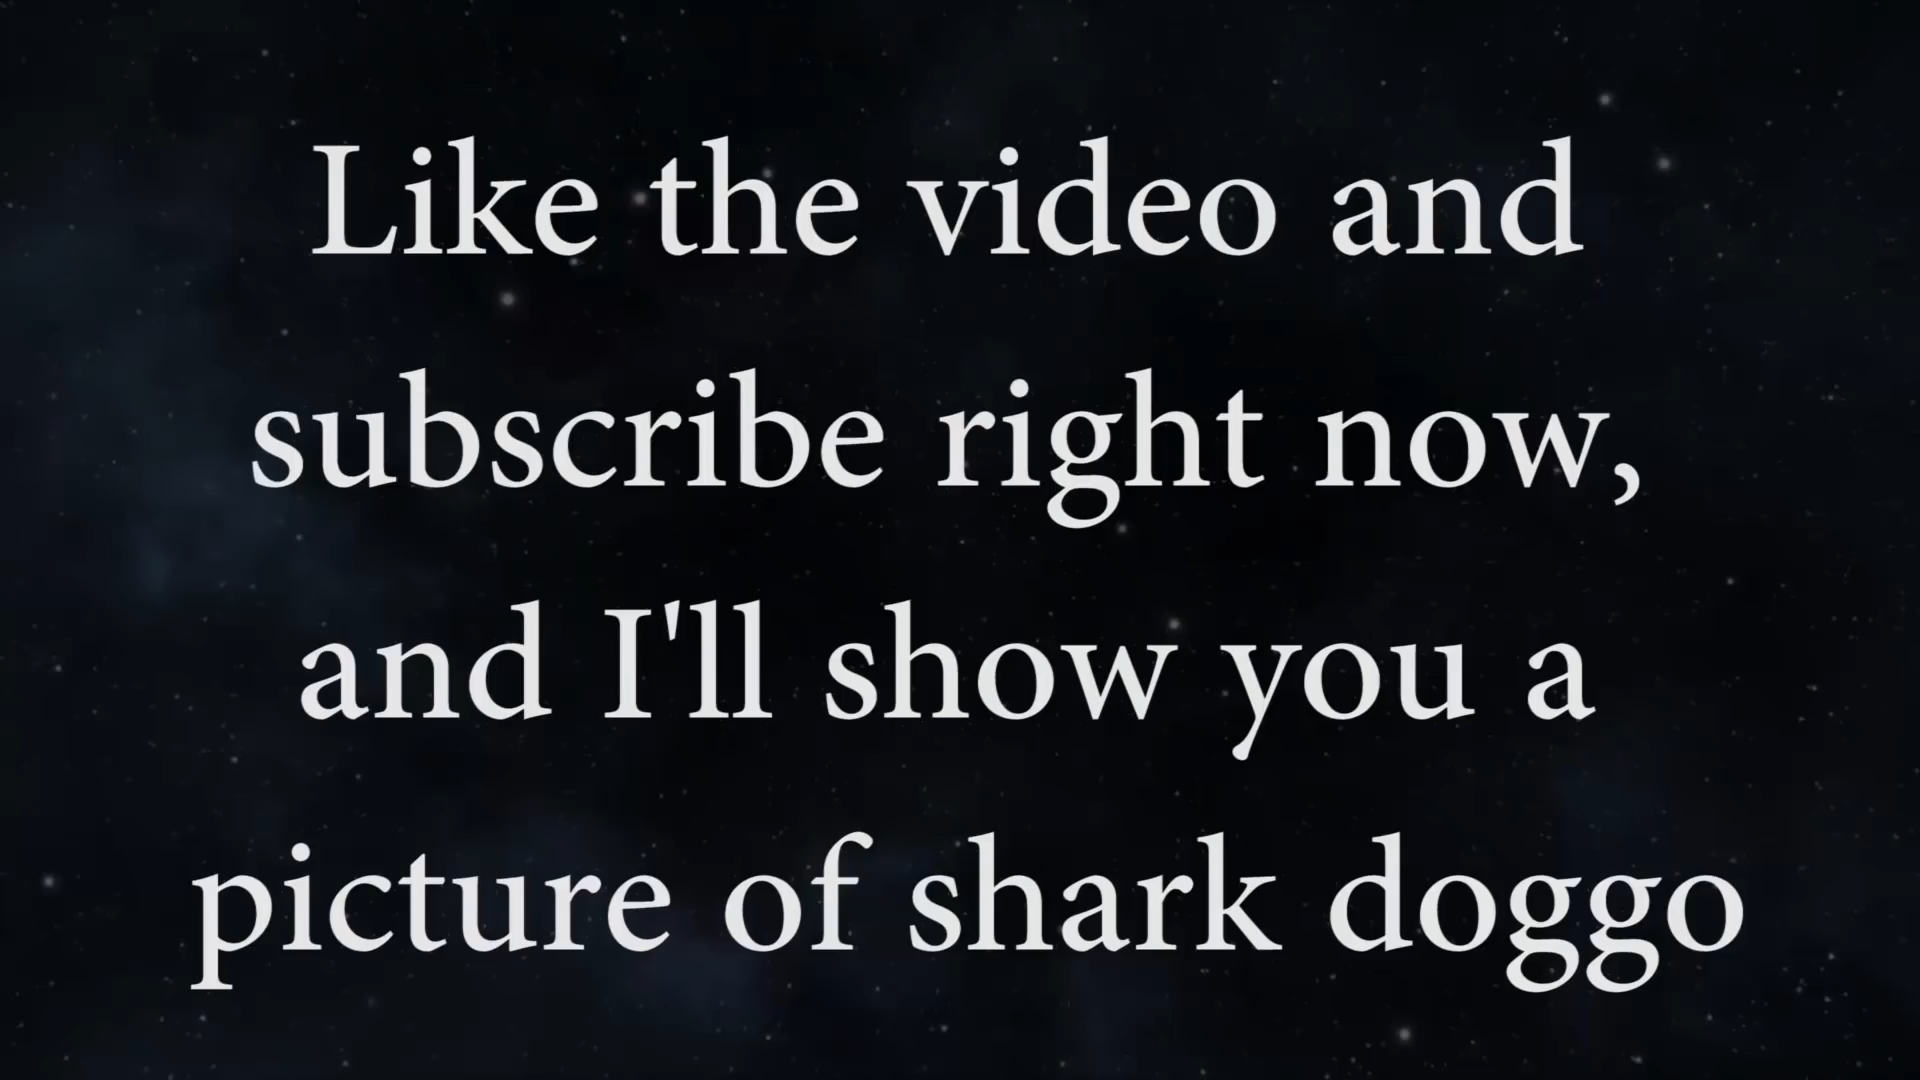 Like the video and
subscribe right now,
and I'll show you a
picture of shark doggo